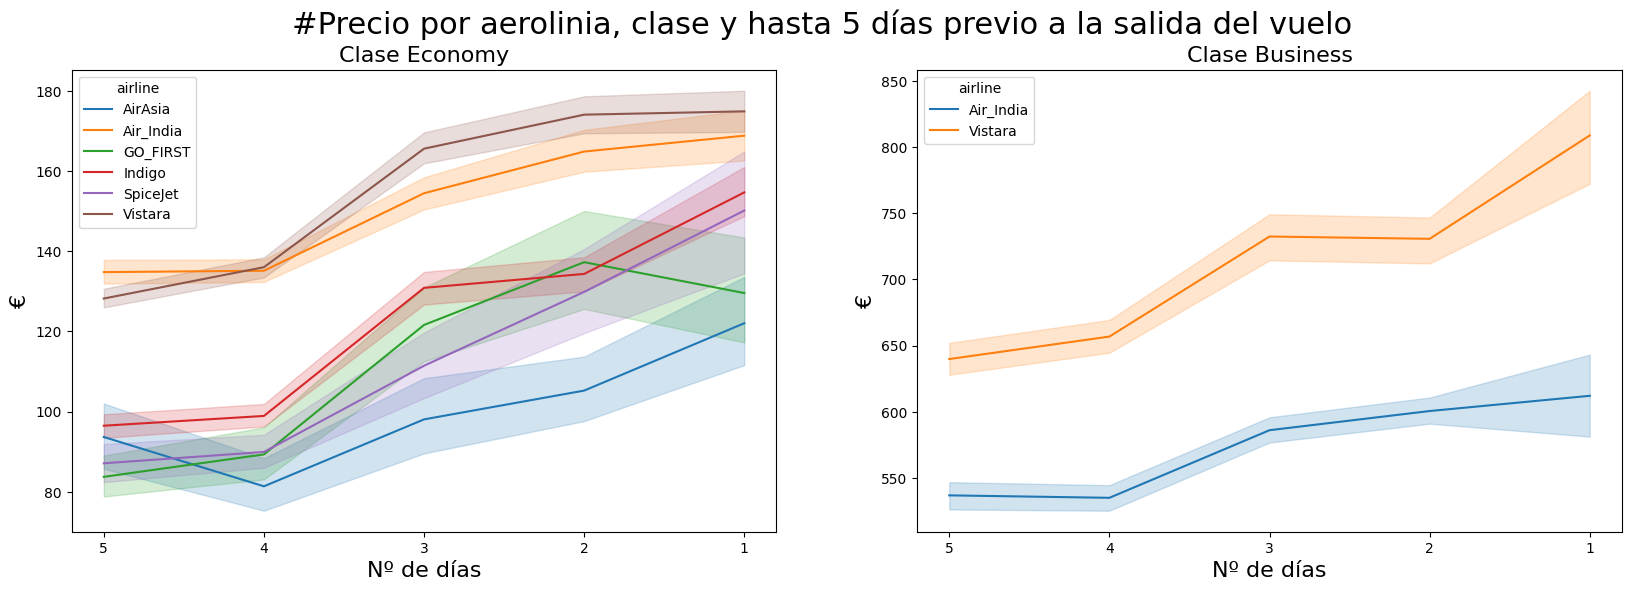 #Precio por aerolinia, clase y hasta 5 días previo a la salida del vuelo
Clase Economy
airline
AirAsia
Air_India
GO_FIRST
Indigo
SpiceJet
Vistara
180
160
140
120
100
80
€
5 4 3 2 1
Nº de días
Clase Business
airline
Air_India
Vistara
850
800
750
700
650
600
550
€
5 4 3 2 1
Nº de días